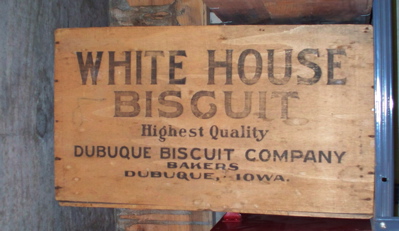 WHITE HOUSE
BISCUIT
Highest Quality
DUBUQUE BISCUIT COMPANY
BAKERS
DUBUQUE, IOWA.